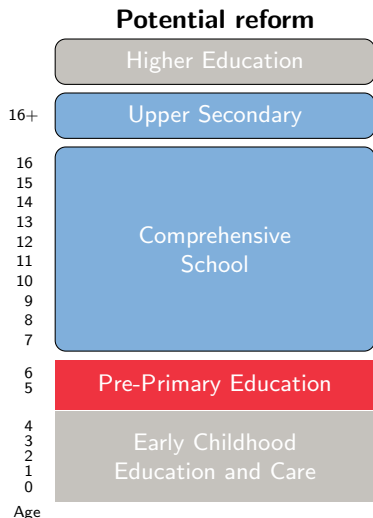 Potential reform
Higher Education
16+
Upper Secondary
16
15
14
13
12
11
10
9
8
7
Comprehensive
School
6
5
Pre-Primary Education
4
3
2
1
0
Early Childhood
Education and Care
Age